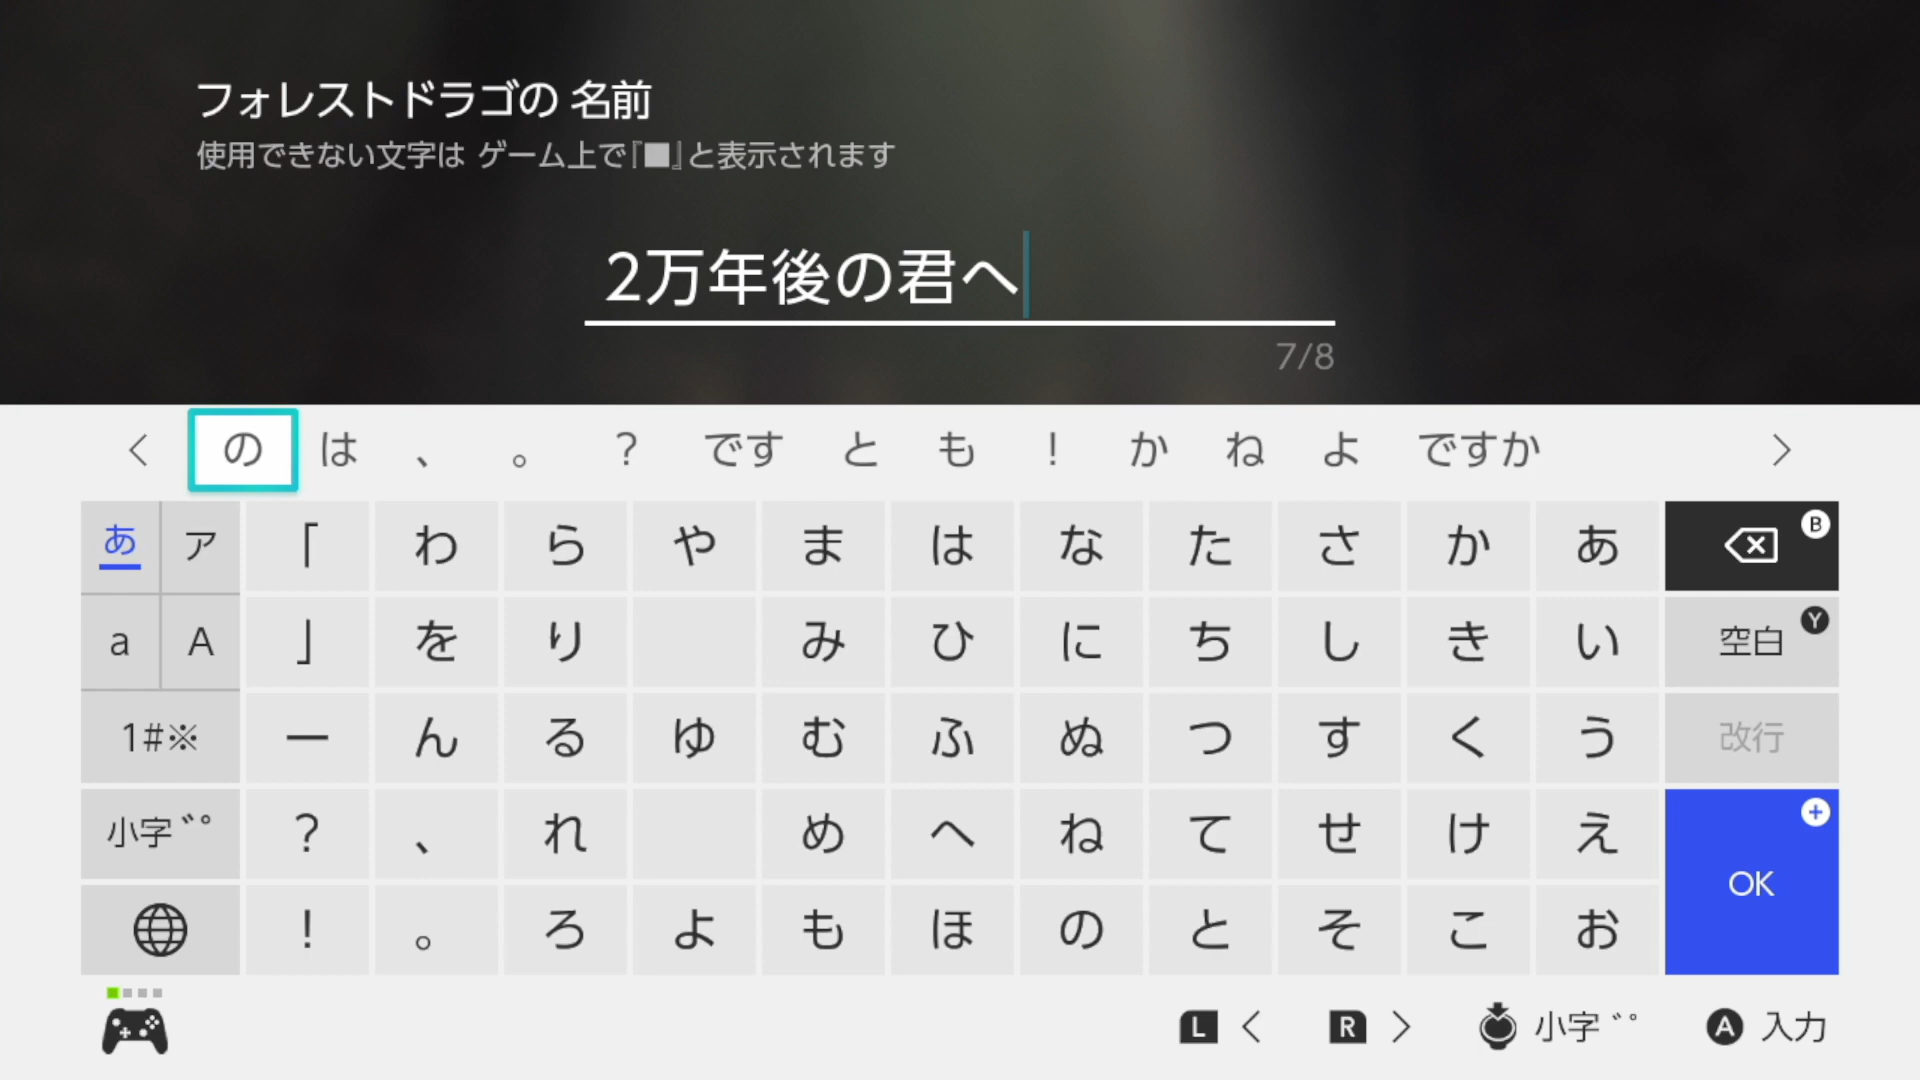 フォレストドラゴの 名前
使用できない文字は ゲーム上で『■』と表示されます
2万年後の君へ
7/8
の は 、 。 ? です と も ! か ね よ ですか
あ ア 「 わ ら や ま は な た さ か あ B
a A 」 を り み ひ に ち し き い 空白 Y
1#※ ー ん る ゆ む ふ ぬ つ す く う 改行
小字゛゜ ? 、 れ め へ ね て せ け え
! 。 ろ よ も ほ の と そ こ お OK
L R 小字゛゜ A 入力